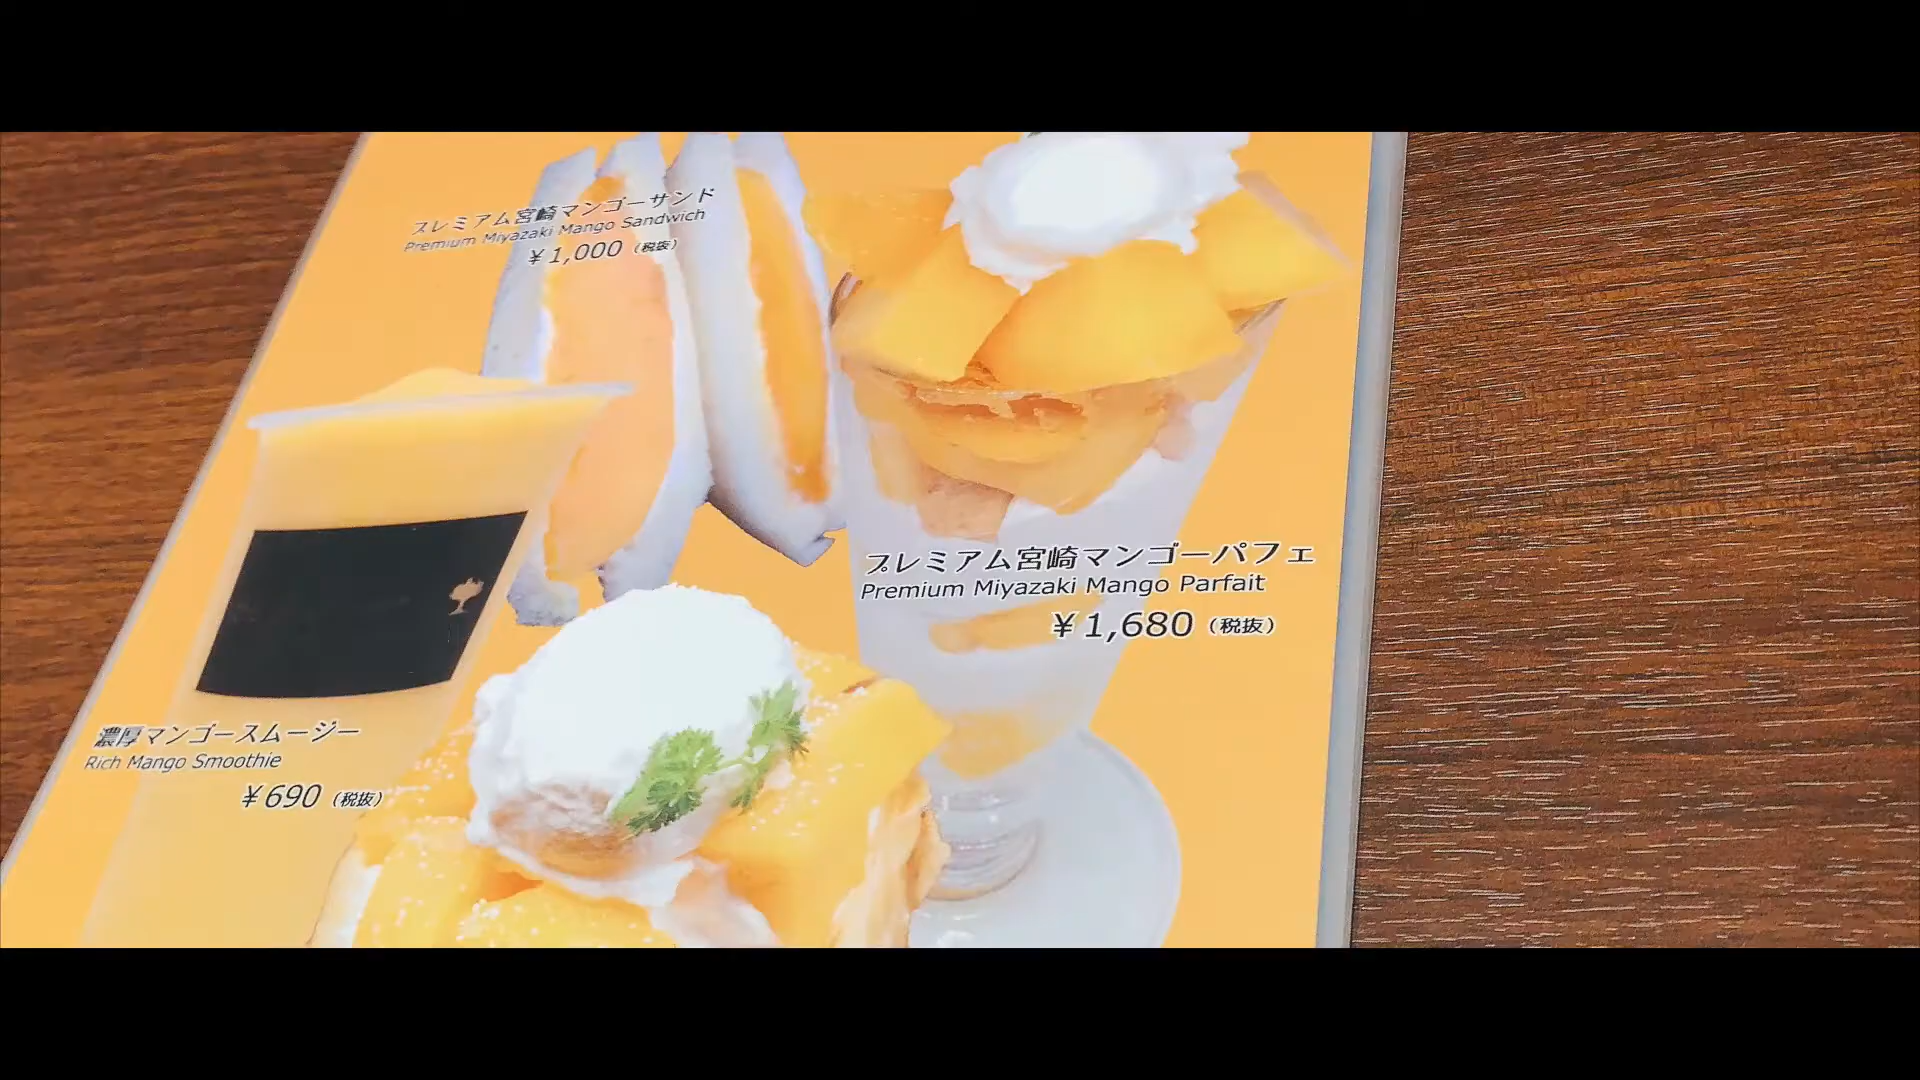 プレミアム宮崎マンゴーサンド
Premium Miyazaki Mango Sandwich
¥1,000（税抜）
プレミアム宮崎マンゴーパフェ
Premium Miyazaki Mango Parfait
¥1,680（税抜）
濃厚マンゴースムージー
Rich Mango Smoothie
¥690（税抜）